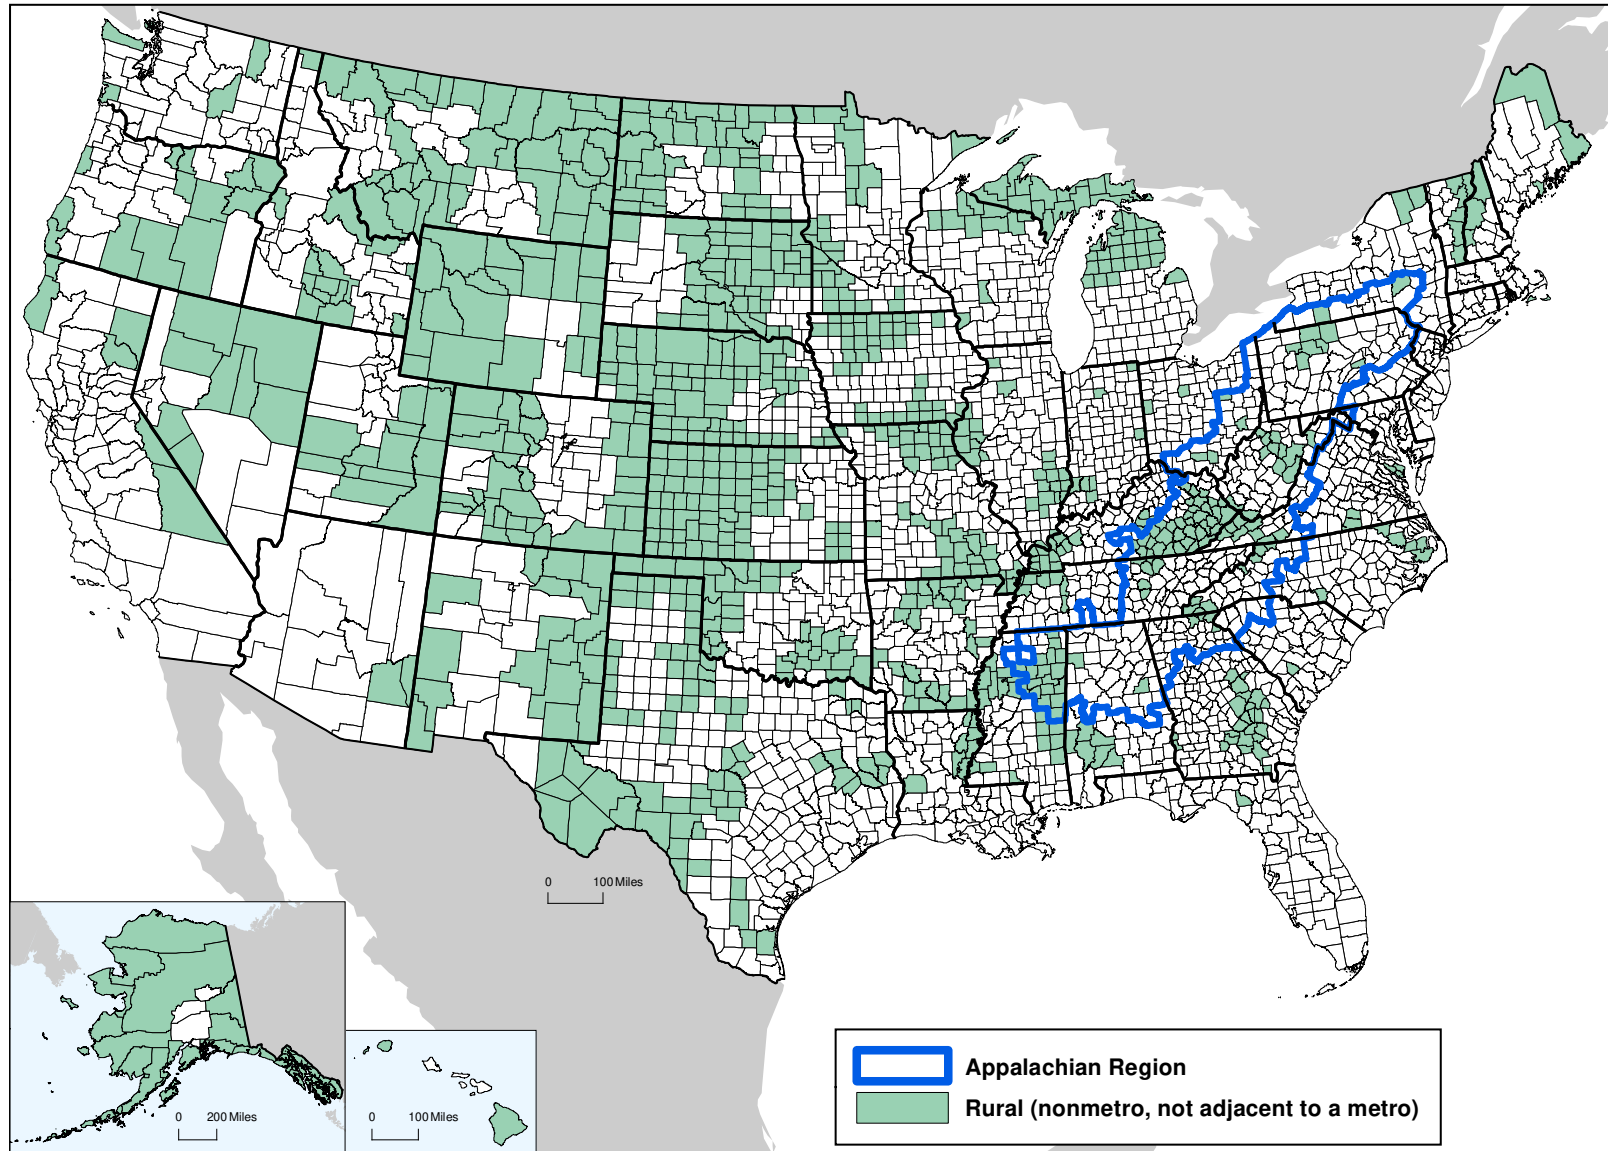 0 100 Miles
0 200 Miles
0 100 Miles
Appalachian Region
Rural (nonmetro, not adjacent to a metro)